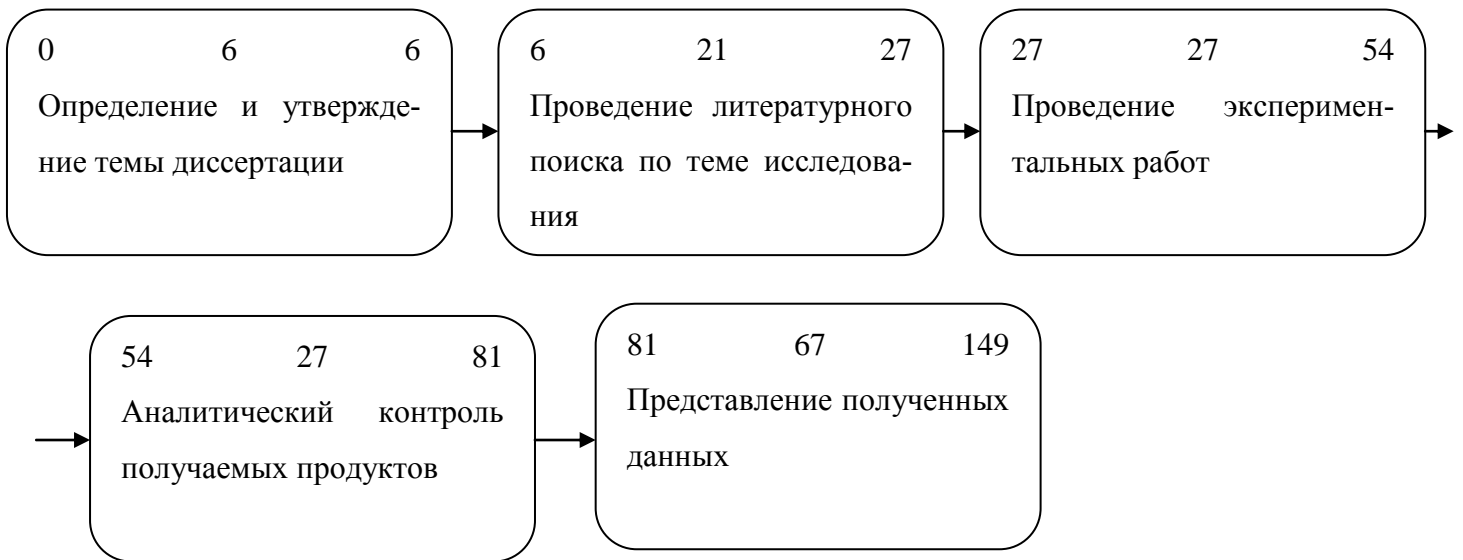 0 6 6
Определение и утвержде-
ние темы диссертации
6 21 27
Проведение литературного
поиска по теме исследова-
ния
27 27 54
Проведение эксперимен-
тальных работ
54 27 81
Аналитический контроль
получаемых продуктов
81 67 149
Представление полученных
данных